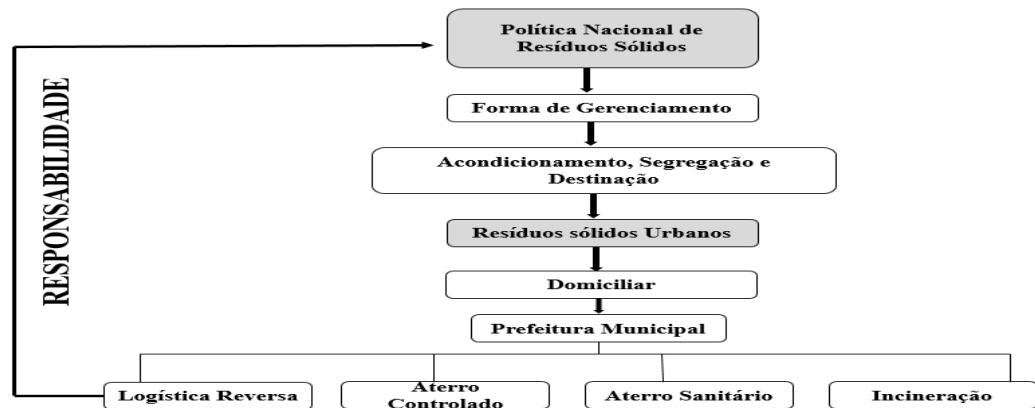 Política Nacional de
Resíduos Sólidos
Forma de Gerenciamento
RESPONSABILIDADE
Acondicionamento, Segregação e
Destinação
Resíduos sólidos Urbanos
Domiciliar
Prefeitura Municipal
Logística Reversa
Aterro
Controlado
Aterro Sanitário
Incineração